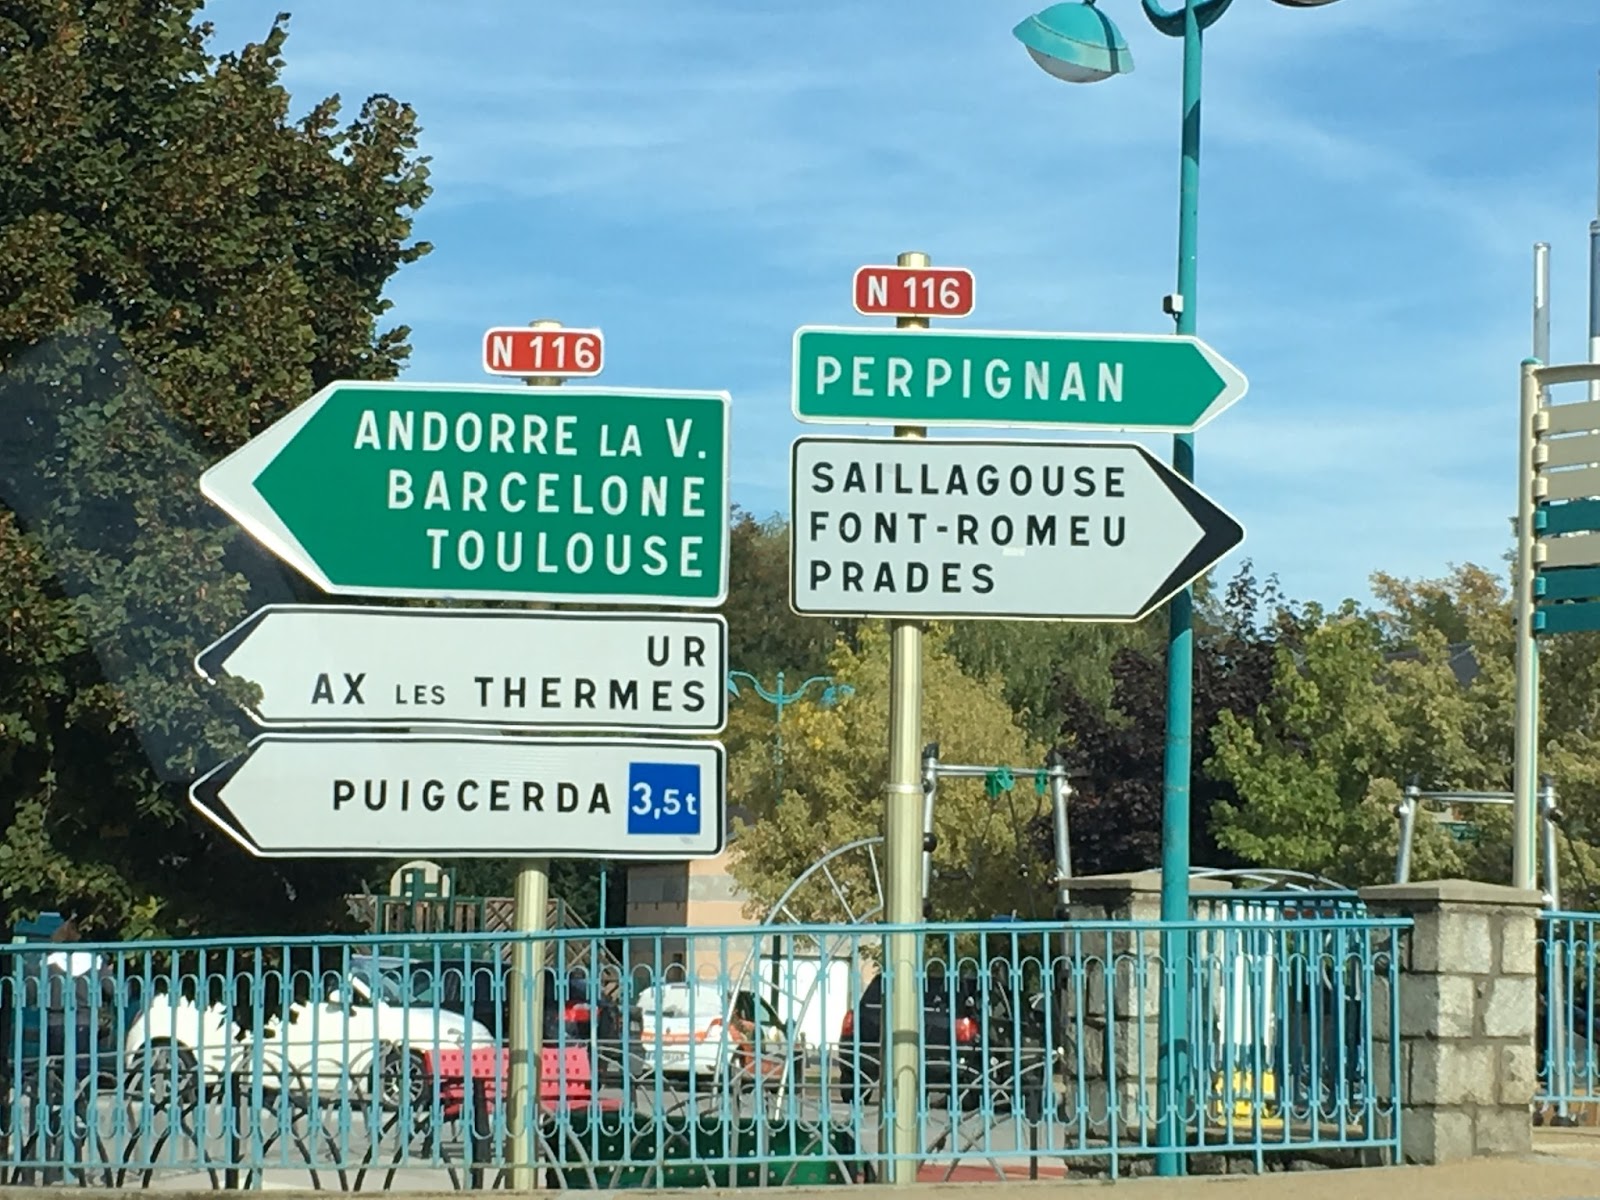 N 116
ANDORRE LA V.
BARCELONE
TOULOUSE
UR
AX LES THERMES
PUIGCERDA 3,5t
N 116
PERPIGNAN
SAILLAGOUSE
FONT-ROMEU
PRADES